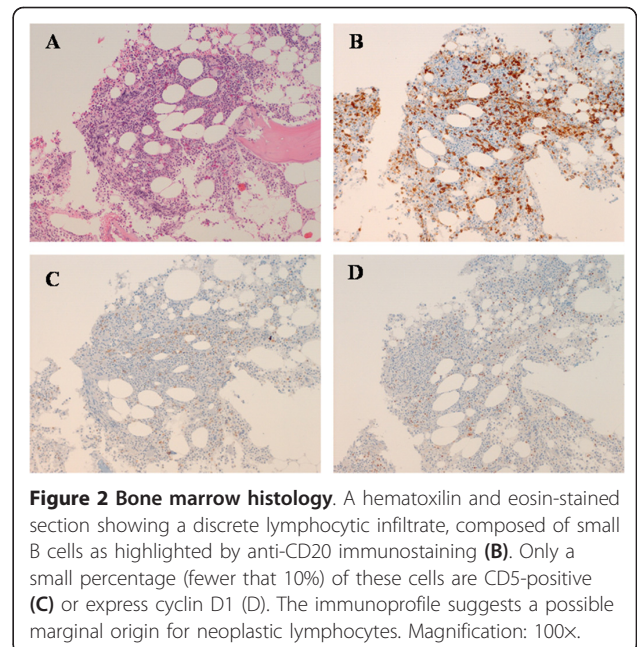 A
B
C
D
Figure 2 Bone marrow histology. A hematoxilin and eosin-stained
section showing a discrete lymphocytic infiltrate, composed of small
B cells as highlighted by anti-CD20 immunostaining (B). Only a
small percentage (fewer that 10%) of these cells are CD5-positive
(C) or express cyclin D1 (D). The immunoprofile suggests a possible
marginal origin for neoplastic lymphocytes. Magnification: 100×.